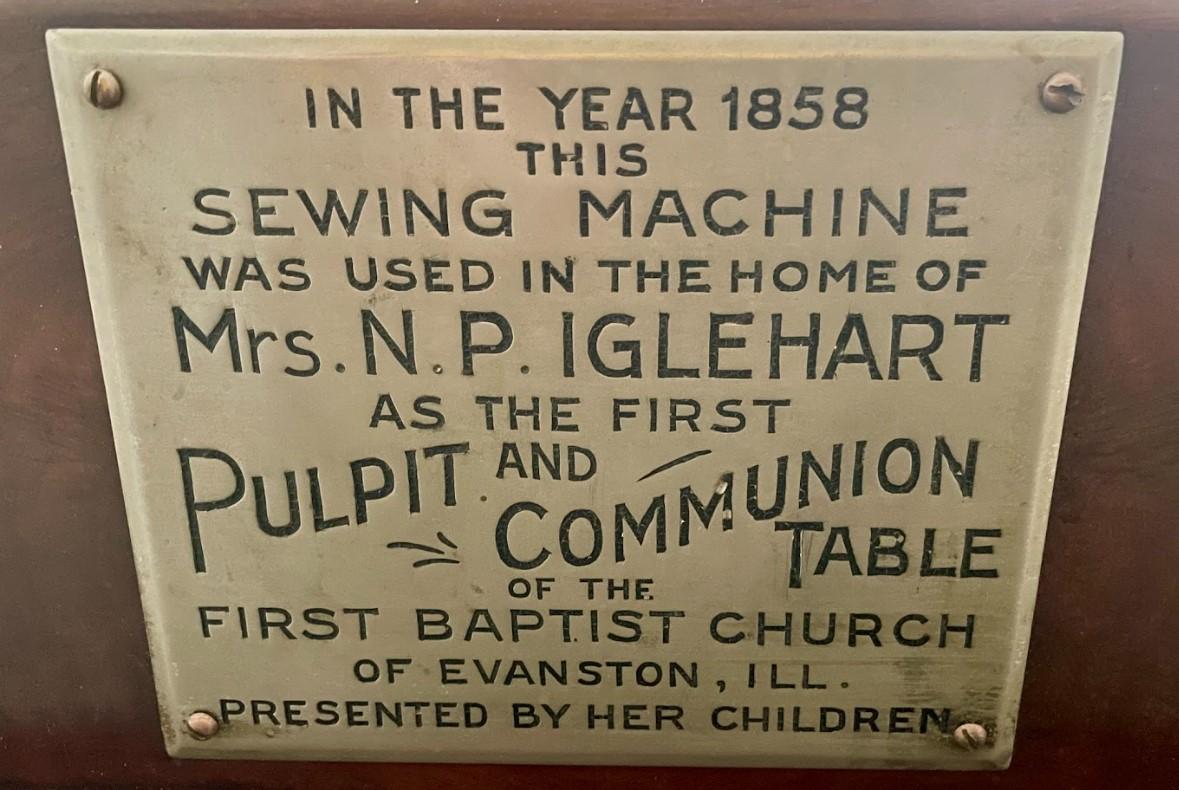 IN THE YEAR 1858
THIS
SEWING MACHINE
WAS USED IN THE HOME OF
Mrs. N. P. IGLEHART
AS THE FIRST
PULPIT AND COMMUNION
TABLE
OF THE
FIRST BAPTIST CHURCH
OF EVANSTON, ILL.
PRESENTED BY HER CHILDREN